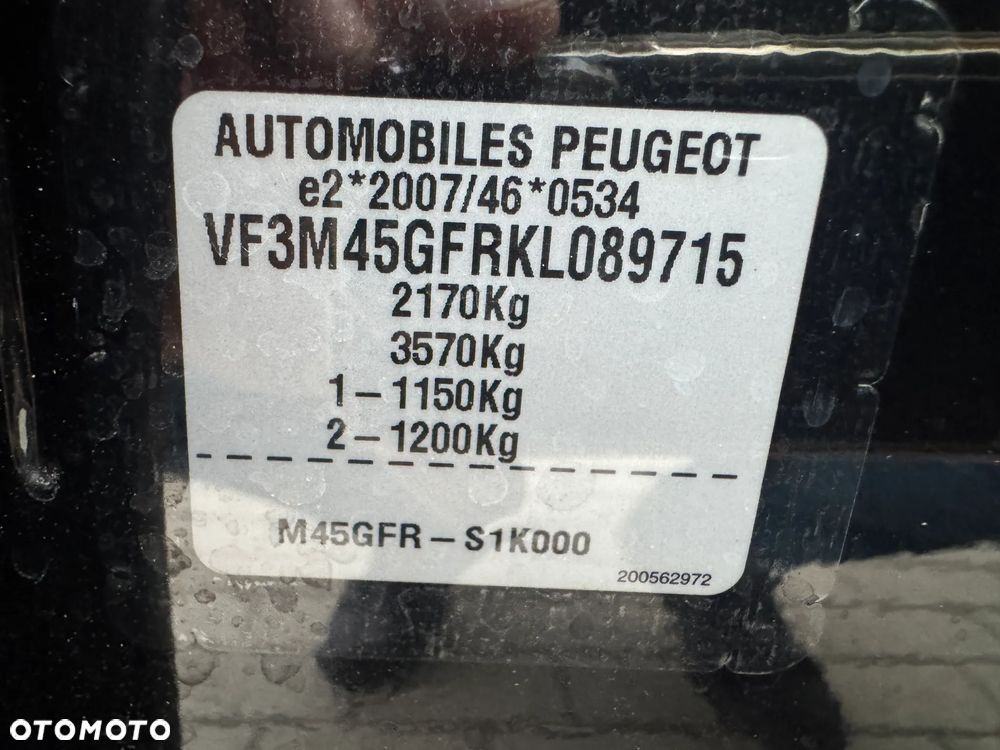 AUTOMOBILES PEUGEOT
e2*2007/46*0534
VF3M45GFRKL089715
2170Kg
3570Kg
1-1150Kg
2-1200Kg
M45GFR-S1K000
200562972
OTOMOTO